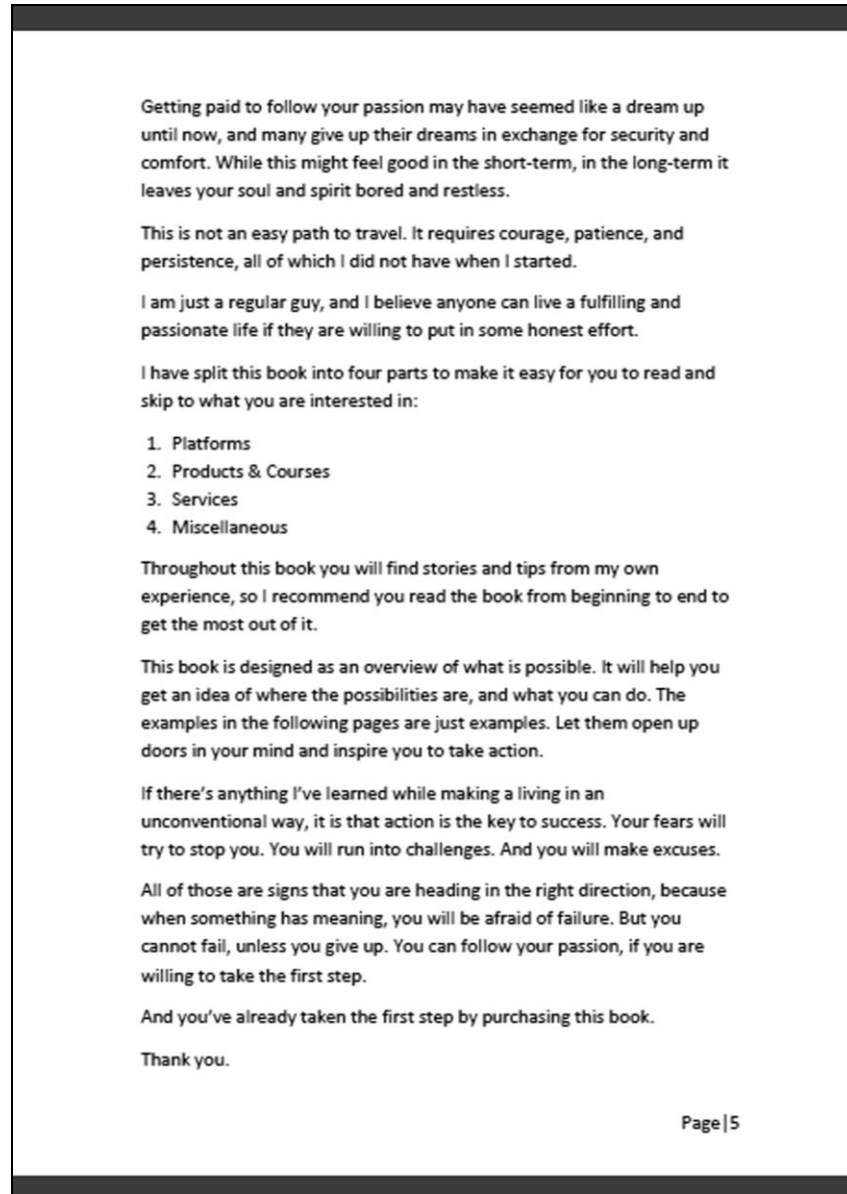 Getting paid to follow your passion may have seemed like a dream up
until now, and many give up their dreams in exchange for security and
comfort. While this might feel good in the short-term, in the long-term it
leaves your soul and spirit bored and restless.
This is not an easy path to travel. It requires courage, patience, and
persistence, all of which I did not have when I started.
I am just a regular guy, and I believe anyone can live a fulfilling and
passionate life if they are willing to put in some honest effort.
I have split this book into four parts to make it easy for you to read and
skip to what you are interested in:
1. Platforms
2. Products & Courses
3. Services
4. Miscellaneous
Throughout this book you will find stories and tips from my own
experience, so I recommend you read the book from beginning to end to
get the most out of it.
This book is designed as an overview of what is possible. It will help you
get an idea of where the possibilities are, and what you can do. The
examples in the following pages are just examples. Let them open up
doors in your mind and inspire you to take action.
If there's anything I've learned while making a living in an
unconventional way, it is that action is the key to success. Your fears will
try to stop you. You will run into challenges. And you will make excuses.
All of those are signs that you are heading in the right direction, because
when something has meaning, you will be afraid of failure. But you
cannot fail, unless you give up. You can follow your passion, if you are
willing to take the first step.
And you've already taken the first step by purchasing this book.
Thank you.
Page|5